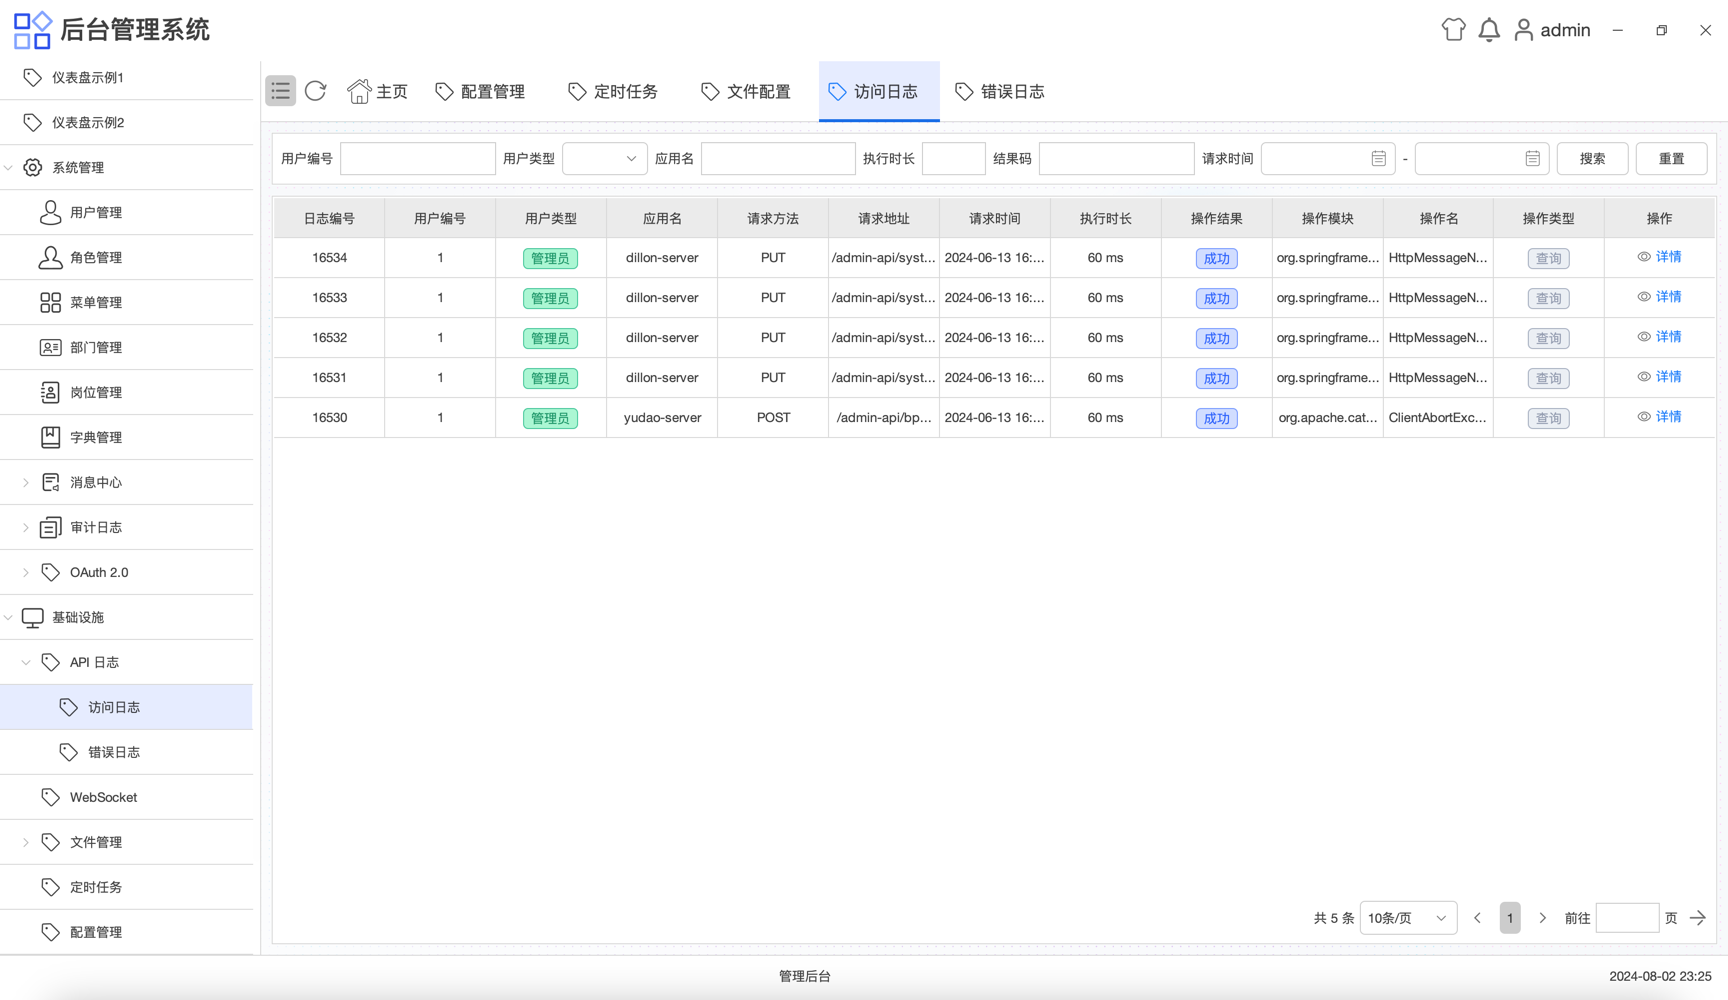 后台管理系统
admin
仪表盘示例1
仪表盘示例2
系统管理
用户管理
角色管理
菜单管理
部门管理
岗位管理
字典管理
消息中心
审计日志
OAuth 2.0
基础设施
API 日志
访问日志
错误日志
WebSocket
文件管理
定时任务
配置管理
主页 配置管理 定时任务 文件配置 访问日志 错误日志
用户编号 用户类型 应用名 执行时长 结果码 请求时间 - 搜索 重置
日志编号 用户编号 用户类型 应用名 请求方法 请求地址 请求时间 执行时长 操作结果 操作模块 操作名 操作类型 操作
16534 1 管理员 dillon-server PUT /admin-api/syst... 2024-06-13 16:... 60 ms 成功 org.springframe... HttpMessageN... 查询 详情
16533 1 管理员 dillon-server PUT /admin-api/syst... 2024-06-13 16:... 60 ms 成功 org.springframe... HttpMessageN... 查询 详情
16532 1 管理员 dillon-server PUT /admin-api/syst... 2024-06-13 16:... 60 ms 成功 org.springframe... HttpMessageN... 查询 详情
16531 1 管理员 dillon-server PUT /admin-api/syst... 2024-06-13 16:... 60 ms 成功 org.springframe... HttpMessageN... 查询 详情
16530 1 管理员 yudao-server POST /admin-api/bp... 2024-06-13 16:... 60 ms 成功 org.apache.cat... ClientAbortExc... 查询 详情
共 5 条 10条/页 1 前往 页
管理后台
2024-08-02 23:25